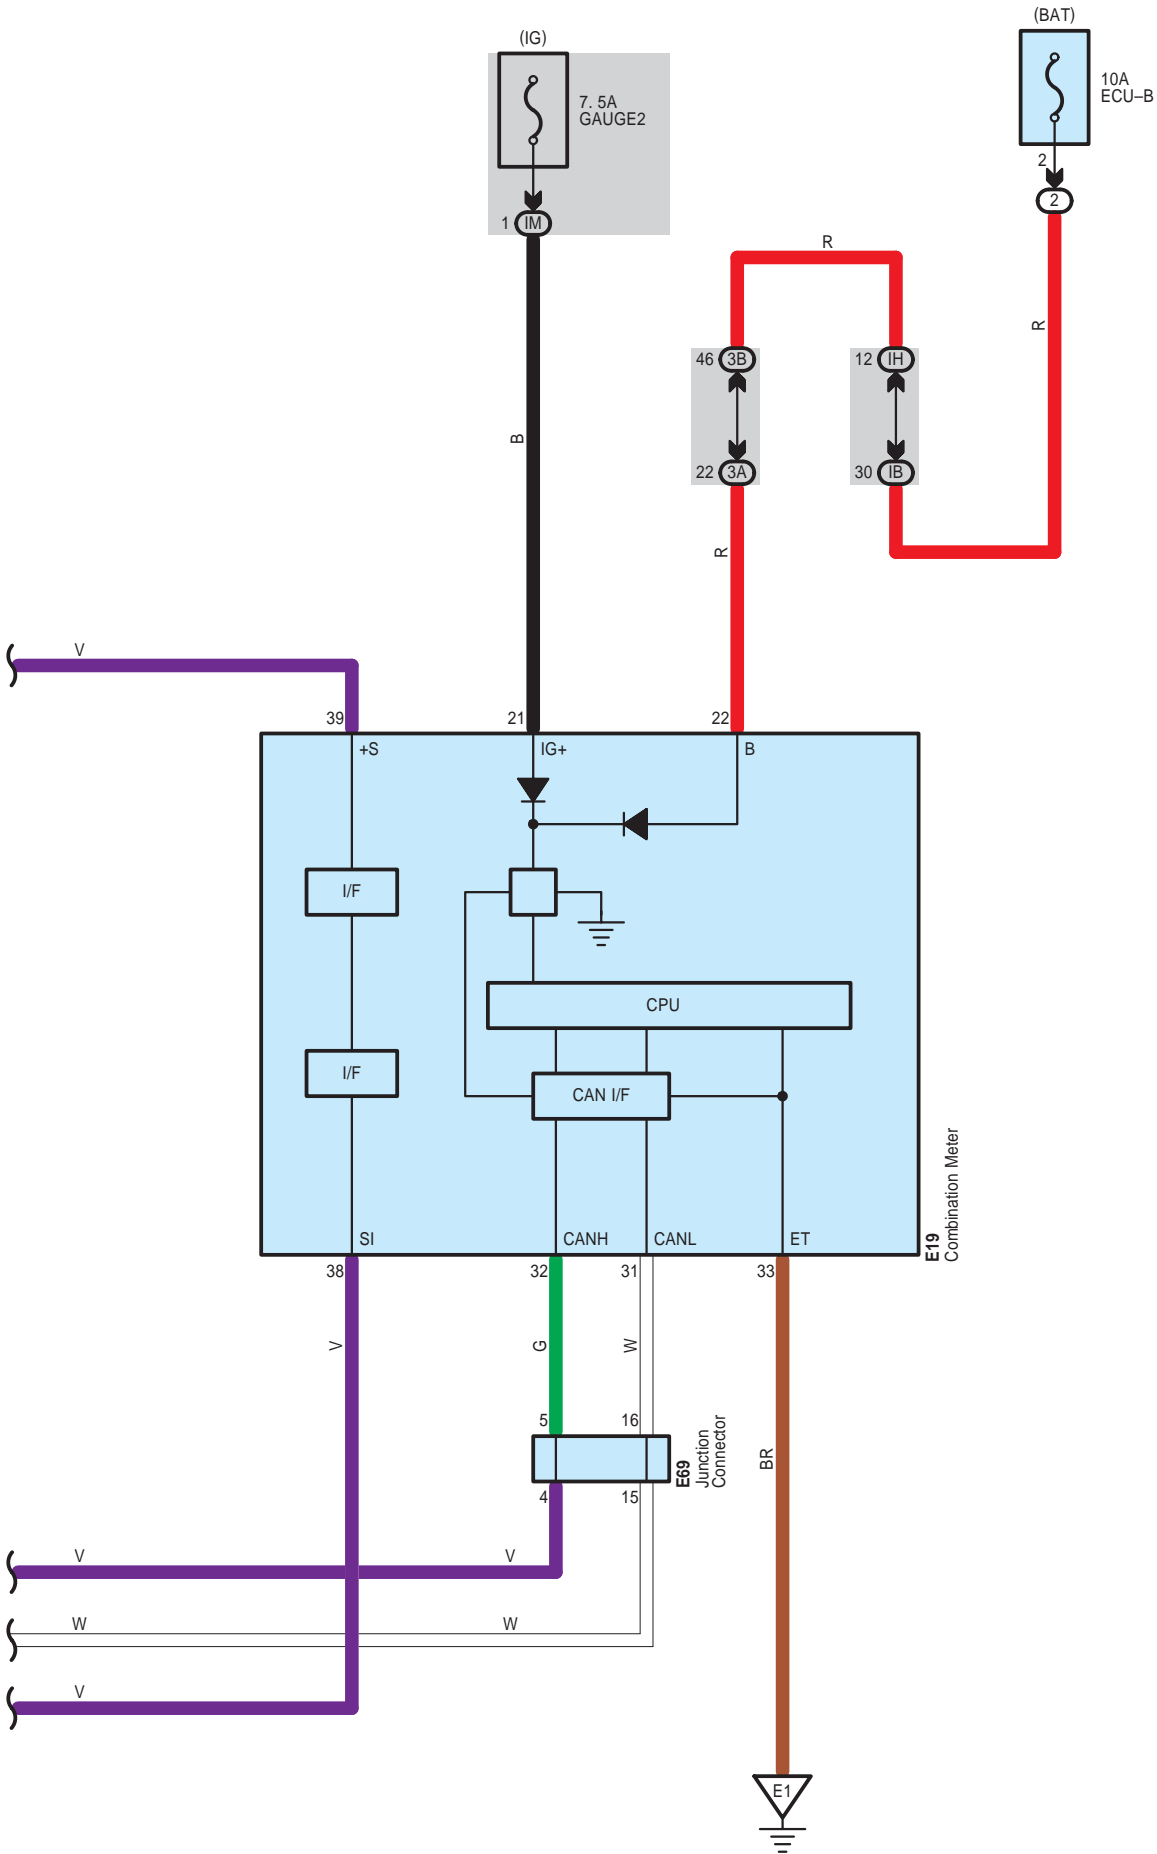 (IG)
(BAT)
7. 5A
GAUGE2
10A
ECU–B
2
2
1 IM
R
R
46 3B
12 IH
B
22 3A
30 IB
R
V
39
21
22
+S
IG+
B
I/F
CPU
I/F
CAN I/F
E19
Combination Meter
SI
CANH
CANL
ET
38
32
31
33
V
G
W
BR
5
16
E69
Junction
Connector
4
15
V
V
W
W
V
E1